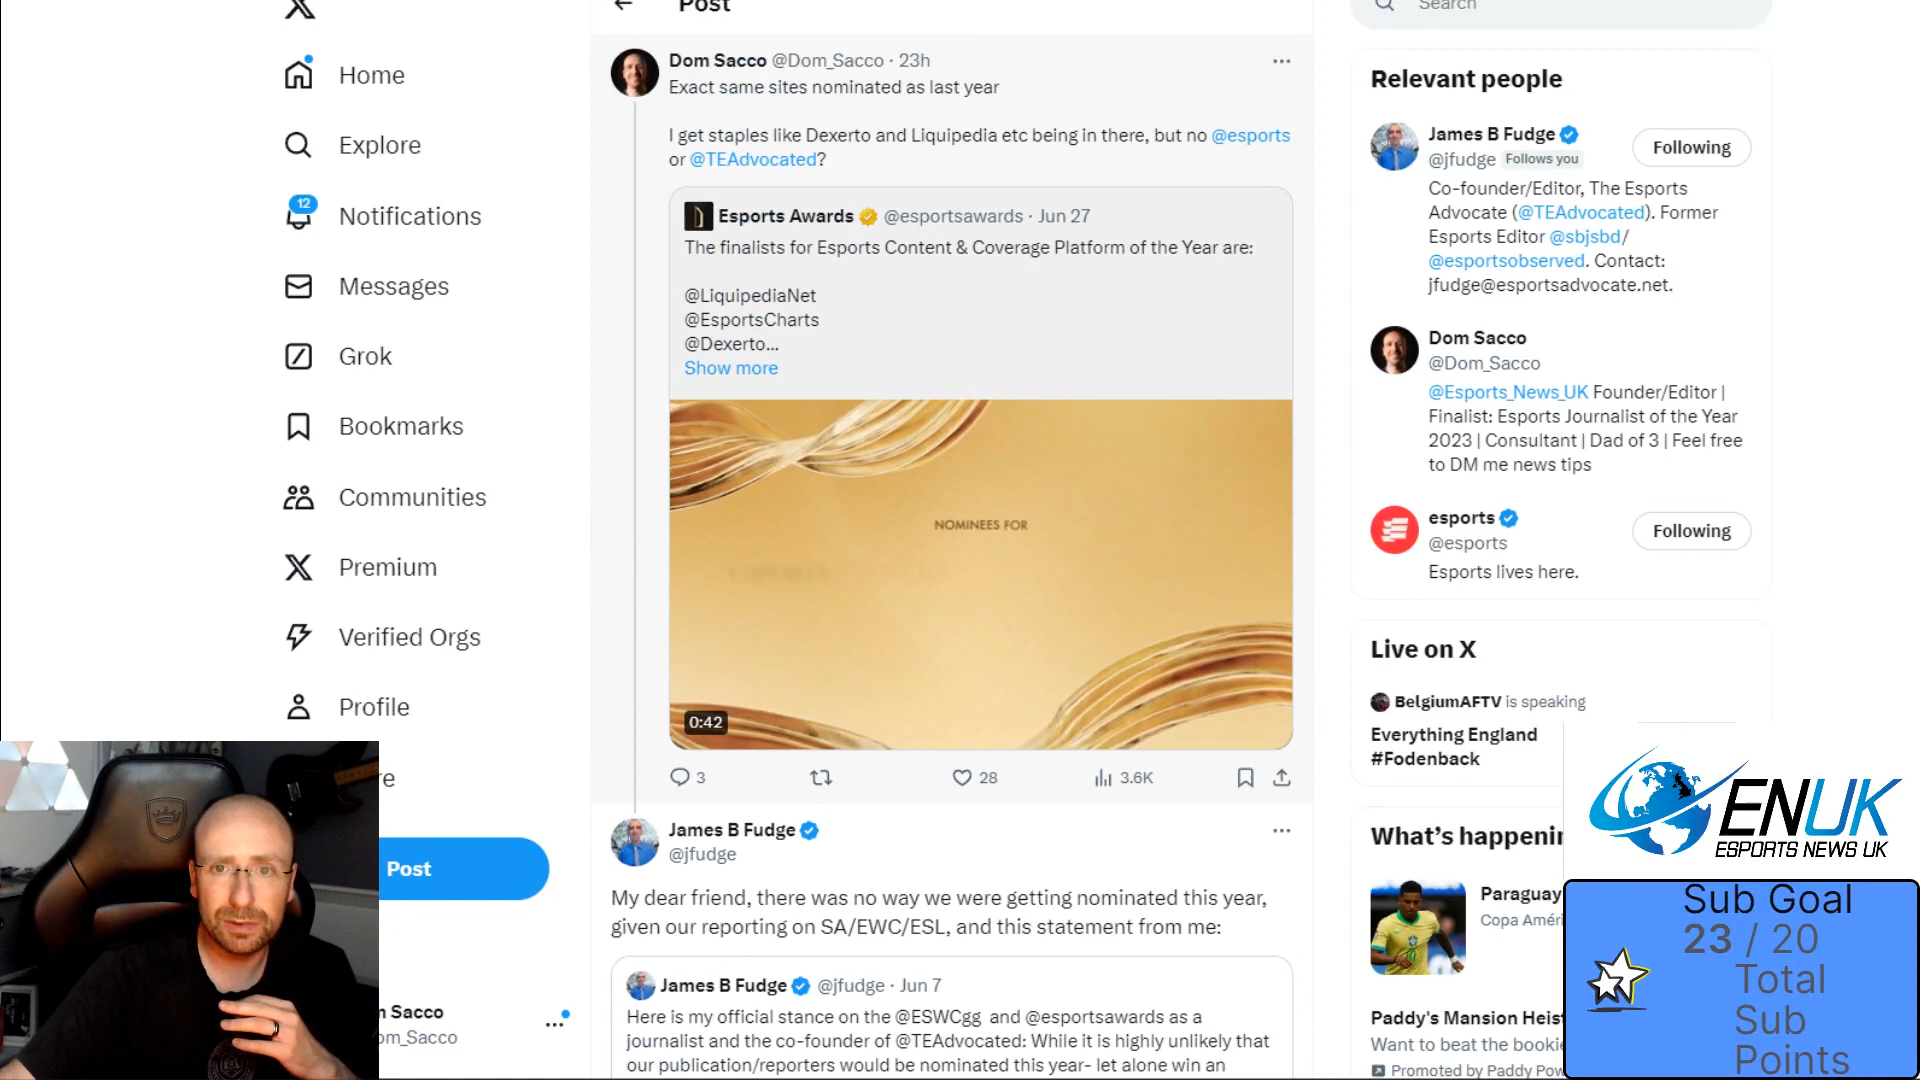 Home
Explore
12
Notifications
Messages
Grok
Bookmarks
Communities
Premium
Verified Orgs
Profile
re
Post
n Sacco
om_Sacco
Post
Dom Sacco @Dom_Sacco · 23h
Exact same sites nominated as last year
I get staples like Dexerto and Liquipedia etc being in there, but no @esports
or @TEAdvocated?
Esports Awards @esportsawards · Jun 27
The finalists for Esports Content & Coverage Platform of the Year are:
@LiquipediaNet
@EsportsCharts
@Dexerto...
Show more
NOMINEES FOR
0:42
3
28
3.6K
James B Fudge
@jfudge
My dear friend, there was no way we were getting nominated this year,
given our reporting on SA/EWC/ESL, and this statement from me:
James B Fudge @jfudge · Jun 7
Here is my official stance on the @ESWCgg and @esportsawards as a
journalist and the co-founder of @TEAdvocated: While it is highly unlikely that
our publication/reporters would be nominated this year- let alone win an
Search
Relevant people
James B Fudge
Following
@jfudge Follows you
Co-founder/Editor, The Esports
Advocate (@TEAdvocated). Former
Esports Editor @sbjsbd/
@esportsobserved. Contact:
jfudge@esportsadvocate.net.
Dom Sacco
@Dom_Sacco
@Esports_News_UK Founder/Editor |
Finalist: Esports Journalist of the Year
2023 | Consultant | Dad of 3 | Feel free
to DM me news tips
esports
Following
@esports
Esports lives here.
Live on X
BelgiumAFTV is speaking
Everything England
#Fodenback
What's happenin
Paraguay
Copa Améri
Paddy's Mansion Heis
Want to beat the bookie
Promoted by Paddy Pow
ENUK
ESPORTS NEWS UK
Sub Goal
23 / 20
Total
Sub
Points